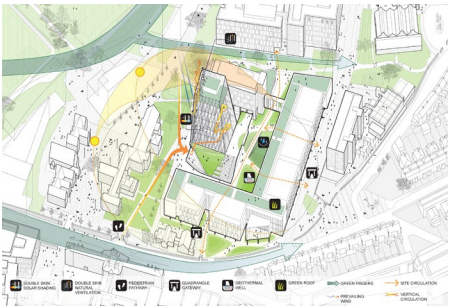 DOUBLE SKIN
SOLAR SHADING
DOUBLE SKIN
NATURAL
VENTILATION
PEDESTRIAN
PATHWAY
QUADRANGLE
GATEWAY
GEOTHERMAL
WELL
GREEN ROOF
GREEN FINGERS
PREVAILING
WIND
SITE CIRCULATION
VERTICAL
CIRCULATION